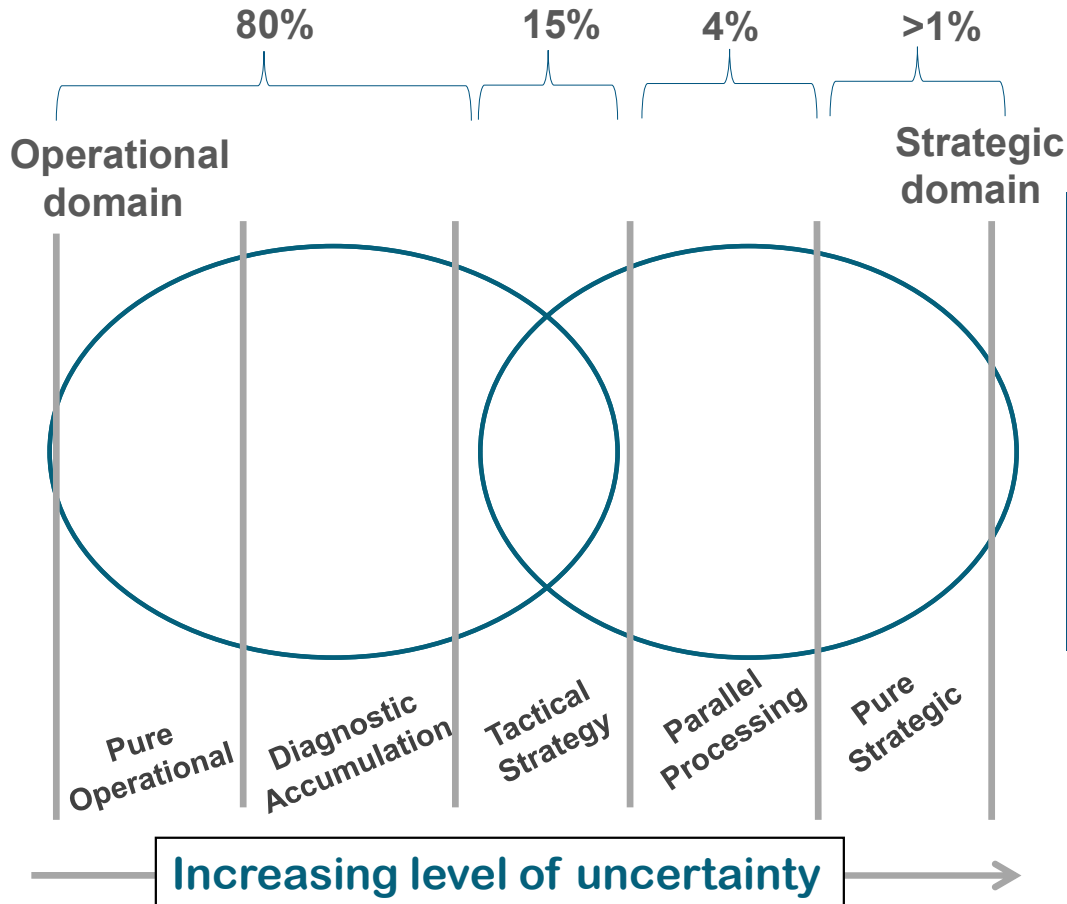 80%
15%
4%
>1%
Operational
domain
Strategic
domain
Pure
Operational
Diagnostic
Accumulation
Tactical
Strategy
Parallel
Processing
Pure
Strategic
Increasing level of uncertainty